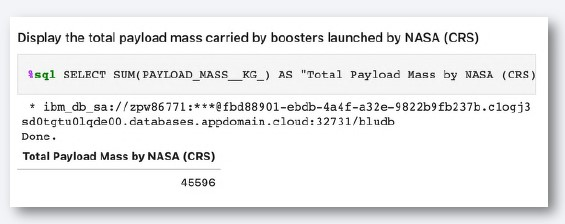 Display the total payload mass carried by boosters launched by NASA (CRS)
%sql SELECT SUM(PAYLOAD_MASS__KG_) AS "Total Payload Mass by NASA (CRS)
* ibm_db_sa://zpw86771:***@fbd88901-ebdb-4a4f-a32e-9822b9fb237b.c1ogj3
sd0tgtu0lqde00.databases.appdomain.cloud:32731/bludb
Done.
Total Payload Mass by NASA (CRS)
45596